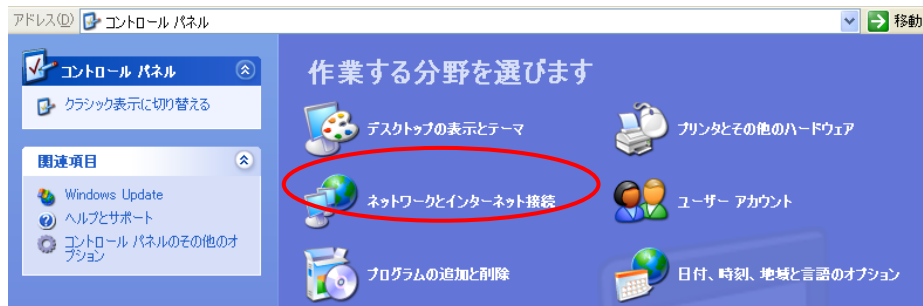 アドレス(D) コントロール パネル 移動
コントロール パネル
クラシック表示に切り替える
関連項目
Windows Update
ヘルプとサポート
コントロール パネルのその他のオ
プション
作業する分野を選びます
デスクトップの表示とテーマ
プリンタとその他のハードウェア
ネットワークとインターネット接続
ユーザー アカウント
プログラムの追加と削除
日付、時刻、地域と言語のオプション